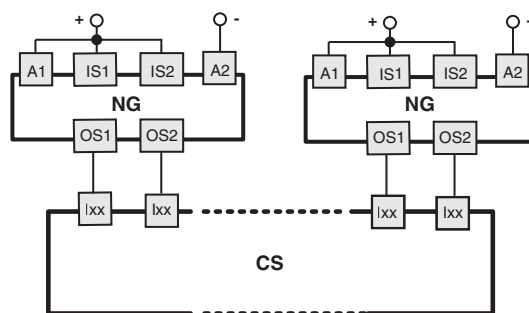 + - + -
A1 IS1 IS2 A2 A1 IS1 IS2 A2
NG NG
OS1 OS2 OS1 OS2
Ixx Ixx Ixx Ixx
CS